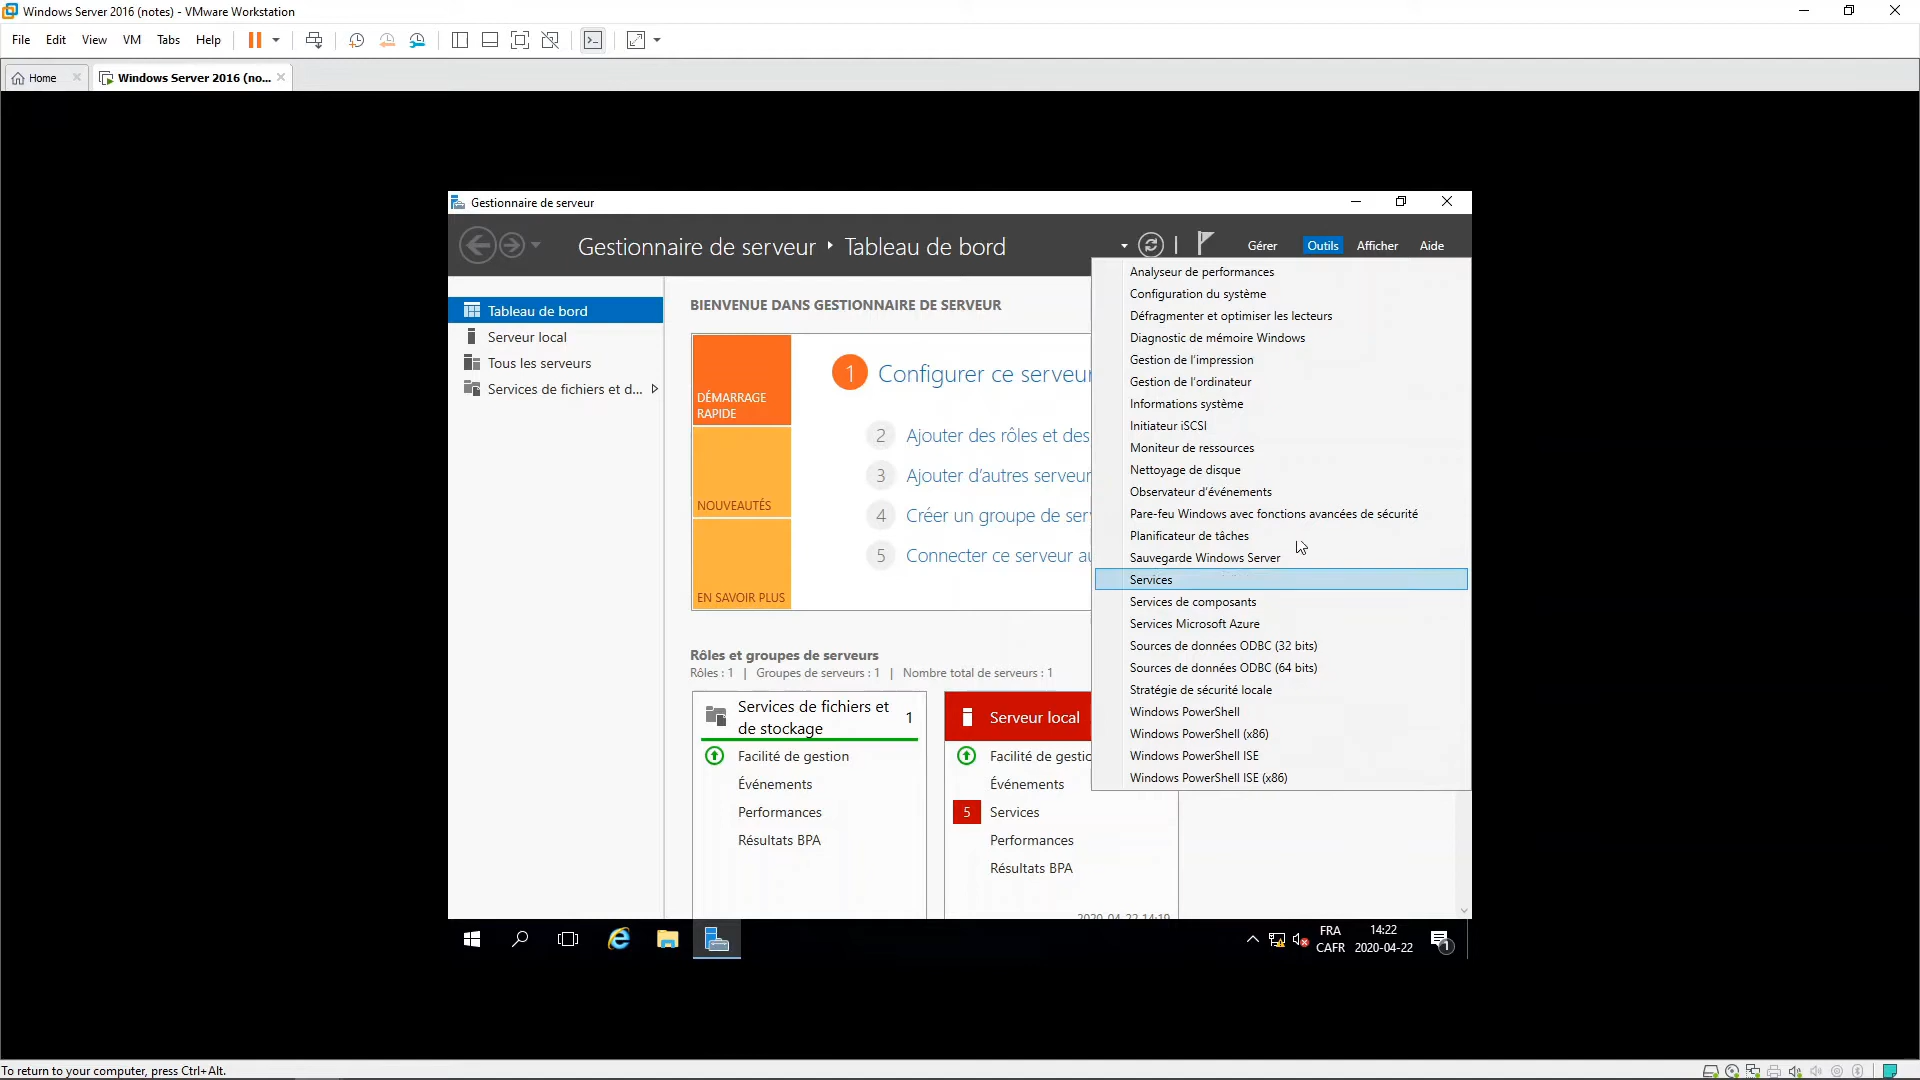 Windows Server 2016 (notes) - VMware Workstation
File Edit View VM Tabs Help
Home
Windows Server 2016 (no...
Gestionnaire de serveur
Gestionnaire de serveur Tableau de bord
Gérer Outils Afficher Aide
Tableau de bord
Serveur local
Tous les serveurs
Services de fichiers et d...
BIENVENUE DANS GESTIONNAIRE DE SERVEUR
DÉMARRAGE
RAPIDE
NOUVEAUTÉS
EN SAVOIR PLUS
1 Configurer ce serveur
2 Ajouter des rôles et des
3 Ajouter d'autres serveur
4 Créer un groupe de ser
5 Connecter ce serveur au
Rôles et groupes de serveurs
Rôles : 1 | Groupes de serveurs : 1 | Nombre total de serveurs : 1
Services de fichiers et
de stockage
1
Facilité de gestion
Événements
Performances
Résultats BPA
Serveur local
Facilité de gestio
Événements
5 Services
Performances
Résultats BPA
2020-04-22 14:19
Analyseur de performances
Configuration du système
Défragmenter et optimiser les lecteurs
Diagnostic de mémoire Windows
Gestion de l'impression
Gestion de l'ordinateur
Informations système
Initiateur iSCSI
Moniteur de ressources
Nettoyage de disque
Observateur d'événements
Pare-feu Windows avec fonctions avancées de sécurité
Planificateur de tâches
Sauvegarde Windows Server
Services
Services de composants
Services Microsoft Azure
Sources de données ODBC (32 bits)
Sources de données ODBC (64 bits)
Stratégie de sécurité locale
Windows PowerShell
Windows PowerShell (x86)
Windows PowerShell ISE
Windows PowerShell ISE (x86)
FRA
CAFR
14:22
2020-04-22
1
To return to your computer, press Ctrl+Alt.